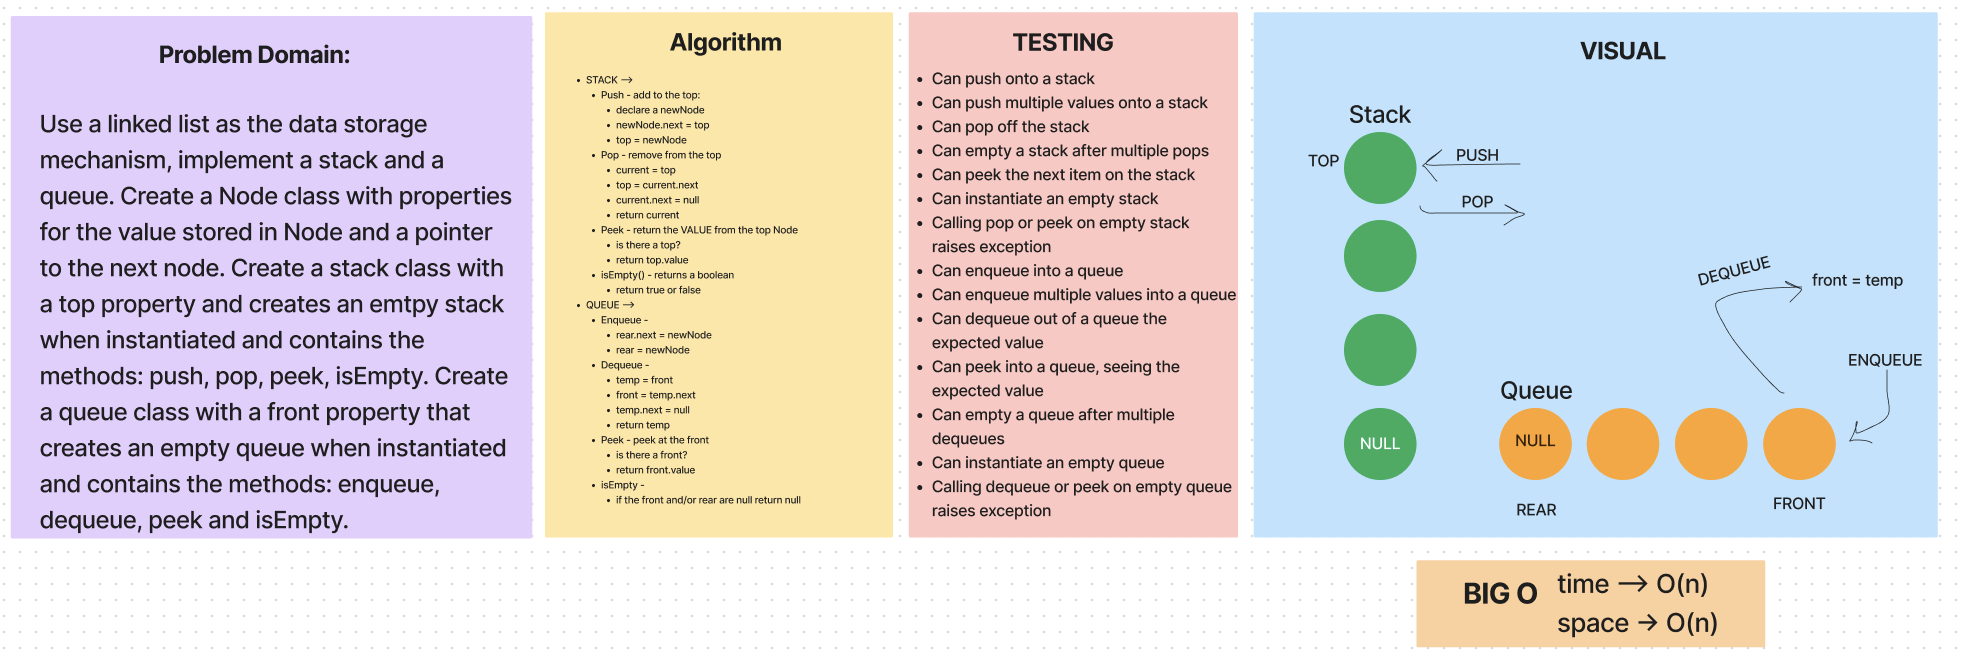 Problem Domain:
Use a linked list as the data storage
mechanism, implement a stack and a
queue. Create a Node class with properties
for the value stored in Node and a pointer
to the next node. Create a stack class with
a top property and creates an emtpy stack
when instantiated and contains the
methods: push, pop, peek, isEmpty. Create
a queue class with a front property that
creates an empty queue when instantiated
and contains the methods: enqueue,
dequeue, peek and isEmpty.
Algorithm
• STACK -->
• Push - add to the top:
• declare a newNode
• newNode.next = top
• top = newNode
• Pop - remove from the top
• current = top
• top = current.next
• current.next = null
• return current
• Peek - return the VALUE from the top Node
• is there a top?
• return top.value
• isEmpty() - returns a boolean
• return true or false
• QUEUE -->
• Enqueue -
• rear.next = newNode
• rear = newNode
• Dequeue -
• temp = front
• front = temp.next
• temp.next = null
• return temp
• Peek - peek at the front
• is there a front?
• return front.value
• isEmpty -
• if the front and/or rear are null return null
TESTING
• Can push onto a stack
• Can push multiple values onto a stack
• Can pop off the stack
• Can empty a stack after multiple pops
• Can peek the next item on the stack
• Can instantiate an empty stack
• Calling pop or peek on empty stack
raises exception
• Can enqueue into a queue
• Can enqueue multiple values into a queue
• Can dequeue out of a queue the
expected value
• Can peek into a queue, seeing the
expected value
• Can empty a queue after multiple
dequeues
• Can instantiate an empty queue
• Calling dequeue or peek on empty queue
raises exception
VISUAL
Stack
TOP
PUSH
POP
NULL
DEQUEUE
front = temp
ENQUEUE
Queue
NULL
REAR
FRONT
BIG O
time --> O(n)
space -> O(n)